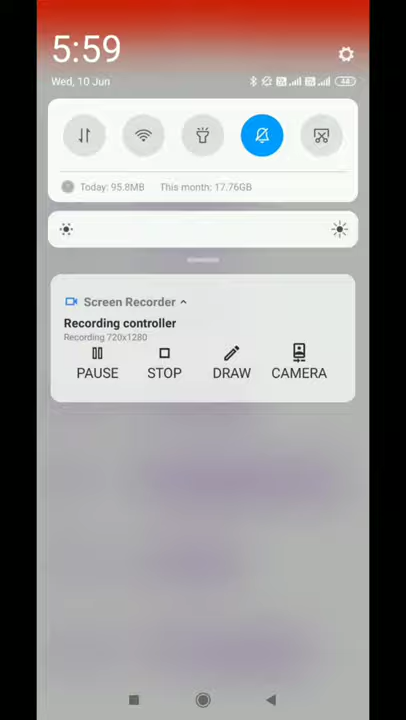 5:59
Wed, 10 Jun
44
Today: 95.8MB This month: 17.76GB
Screen Recorder
Recording controller
Recording 720x1280
PAUSE STOP DRAW CAMERA